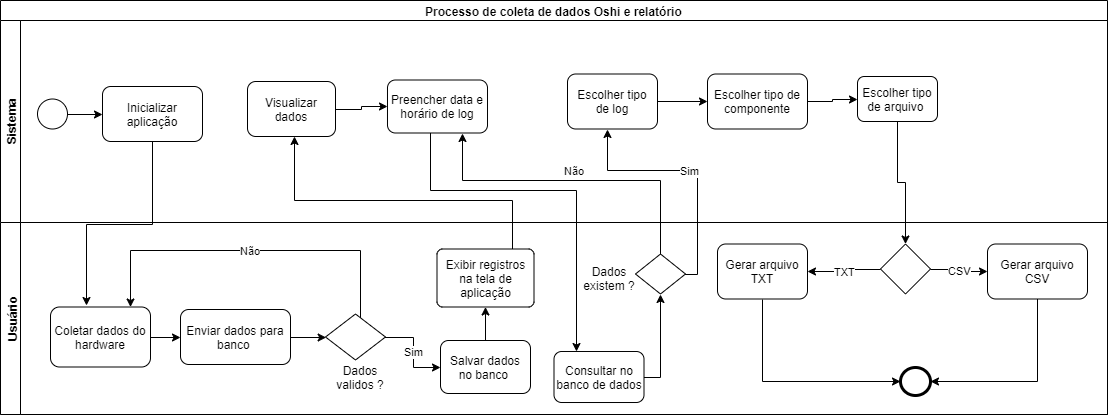 Processo de coleta de dados Oshi e relatório
Sistema
Inicializar
aplicação
Visualizar
dados
Preencher data e
horário de log
Escolher tipo
de log
Escolher tipo de
componente
Escolher tipo
de arquivo
Não
Sim
Usuário
Não
Coletar dados do
hardware
Enviar dados para
banco
Dados
validos ?
Sim
Salvar dados
no banco
Exibir registros
na tela de
aplicação
Consultar no
banco de dados
Dados
existem ?
Gerar arquivo
TXT
TXT
CSV
Gerar arquivo
CSV